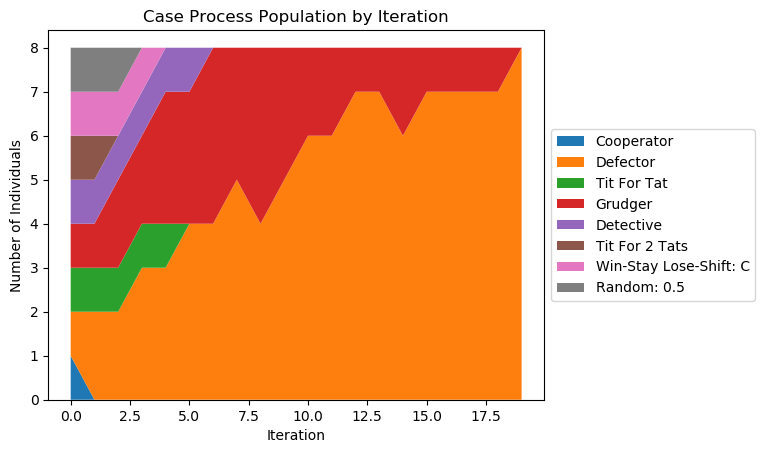 Case Process Population by Iteration
Number of Individuals
8
7
6
5
4
3
2
1
0
0.0 2.5 5.0 7.5 10.0 12.5 15.0 17.5
Iteration
Cooperator
Defector
Tit For Tat
Grudger
Detective
Tit For 2 Tats
Win-Stay Lose-Shift: C
Random: 0.5